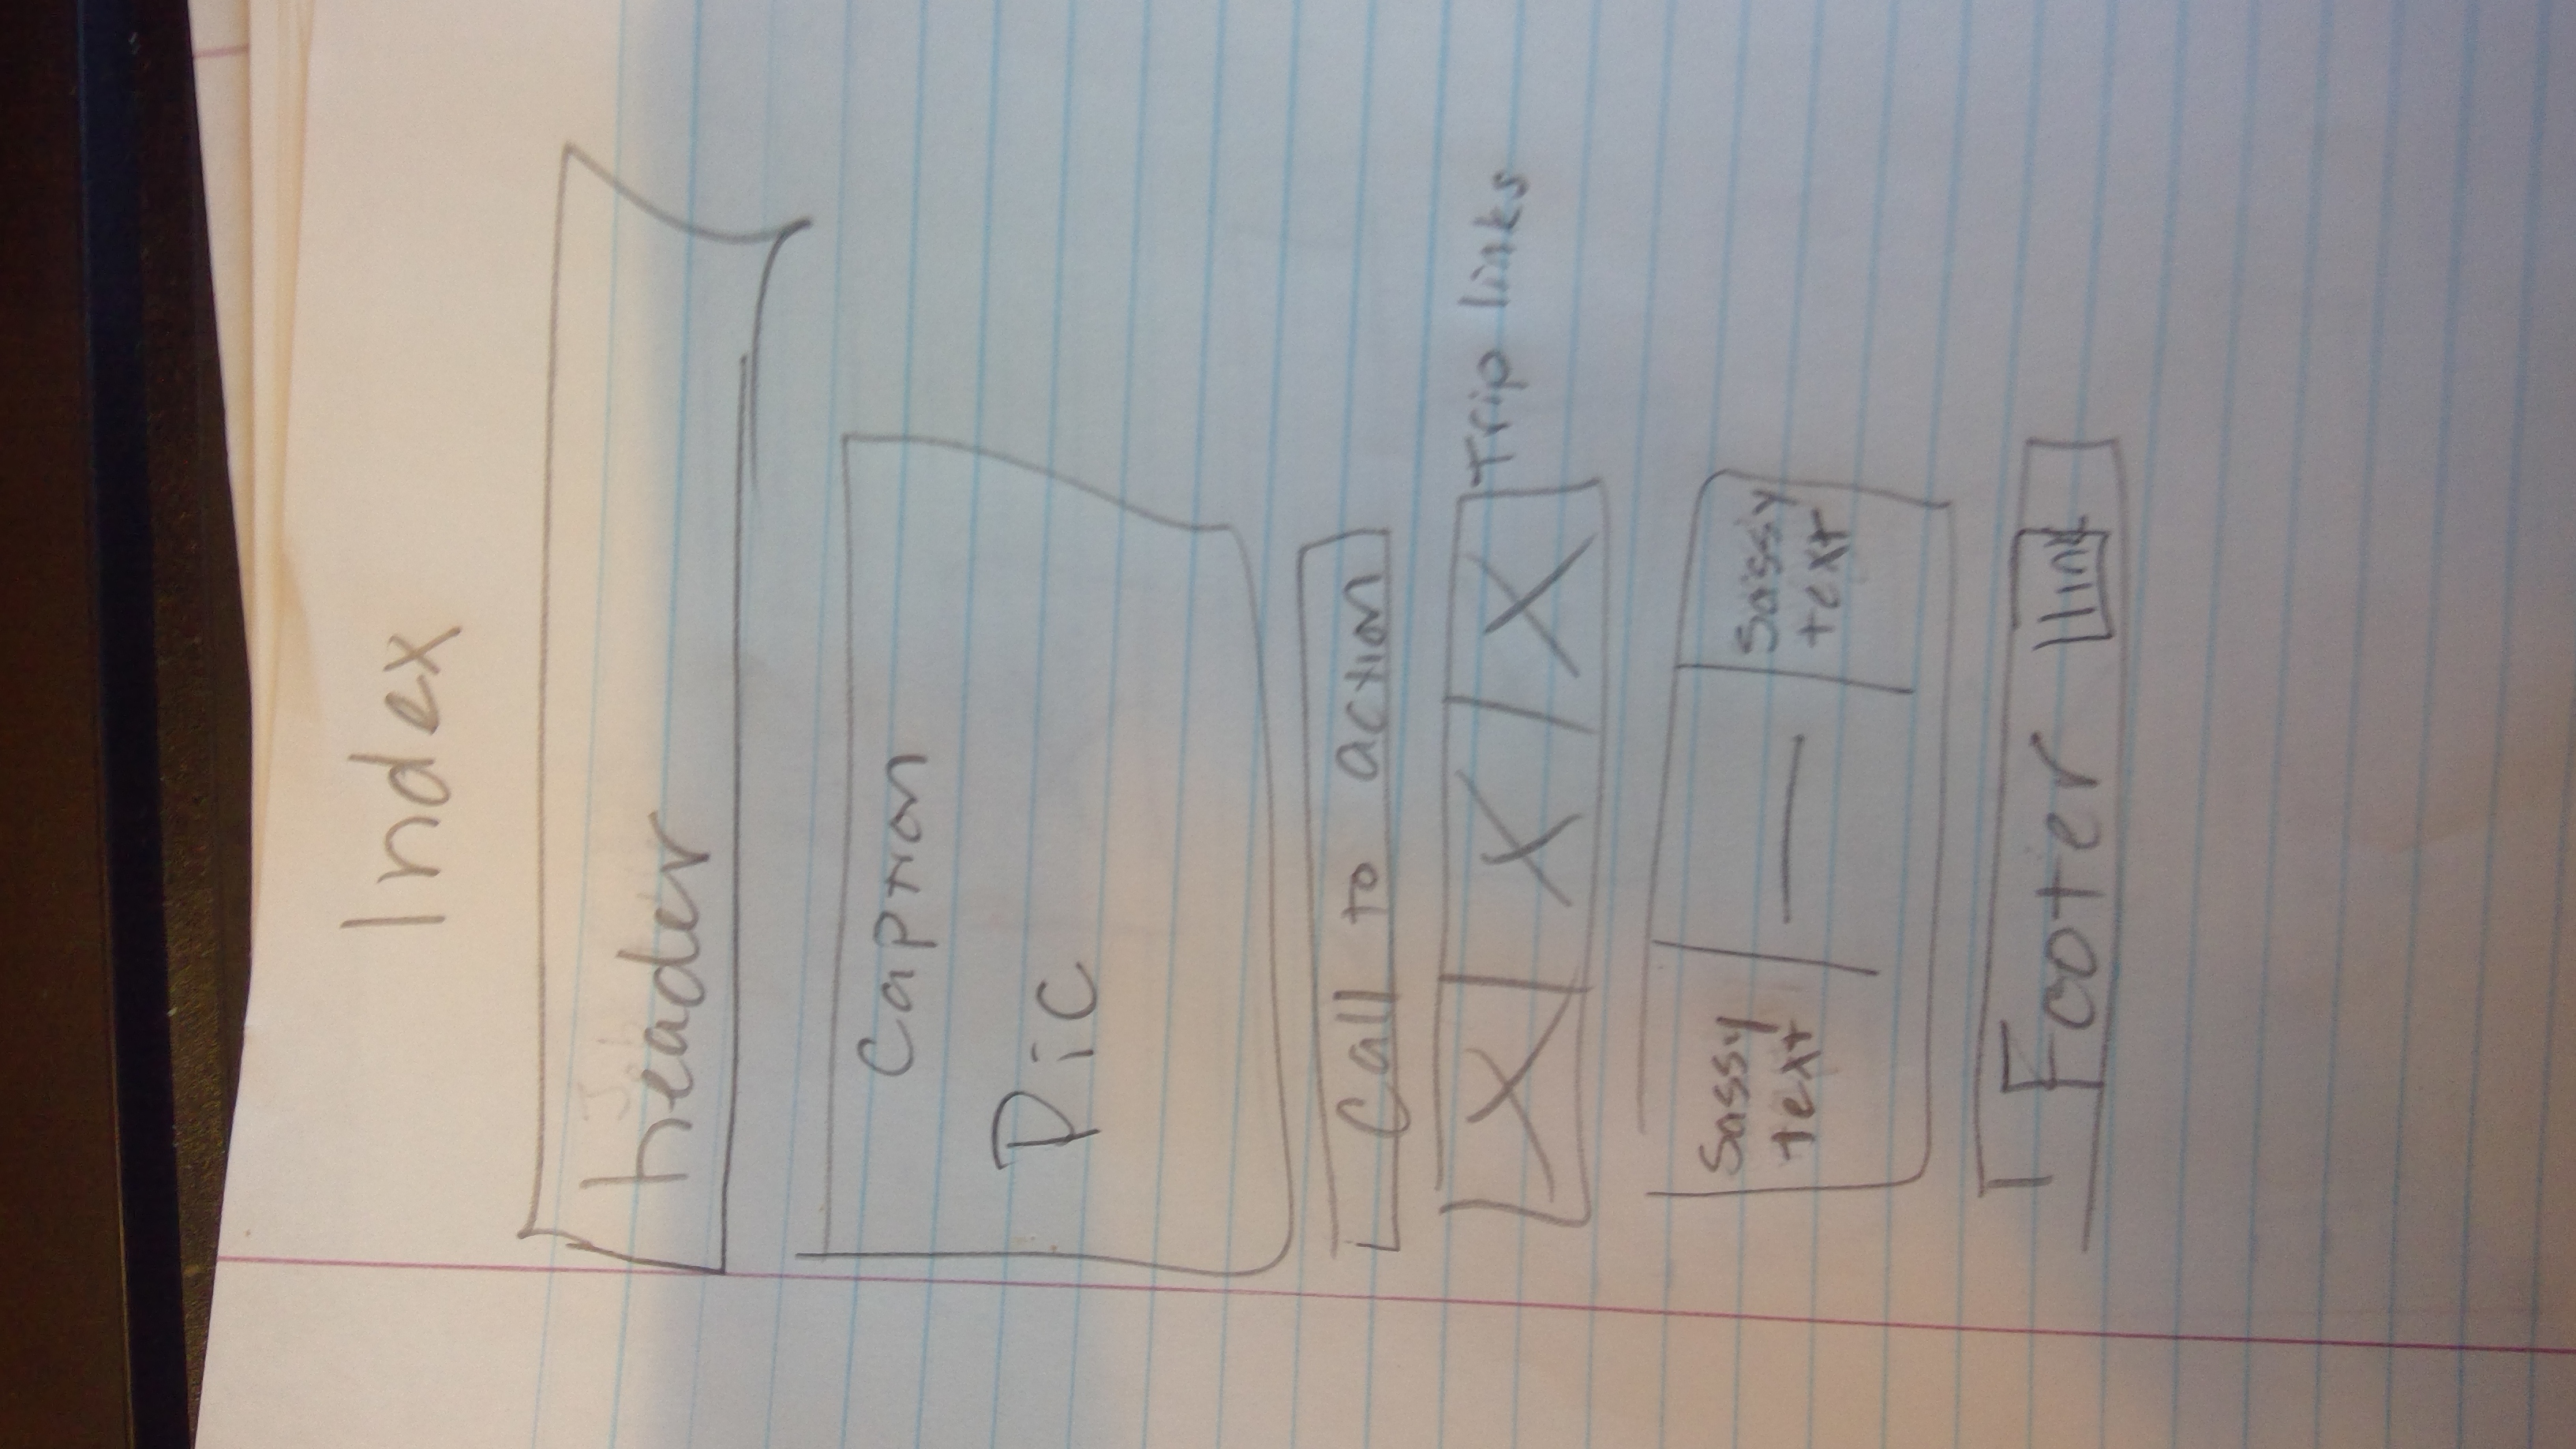 Index
header
Caption
Pic
Call to action
X X X Trip links
Sassy
text
Sassy
text
Footer link